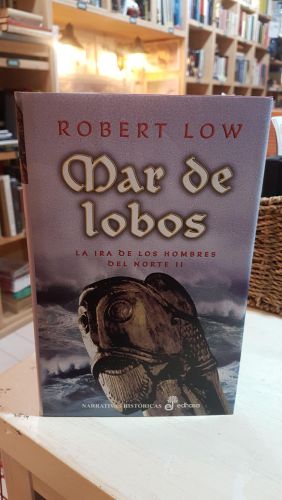 ROBERT LOW
Mar de
lobos
LA IRA DE LOS HOMBRES
DEL NORTE II
NARRATIVAS HISTÓRICAS edhasa